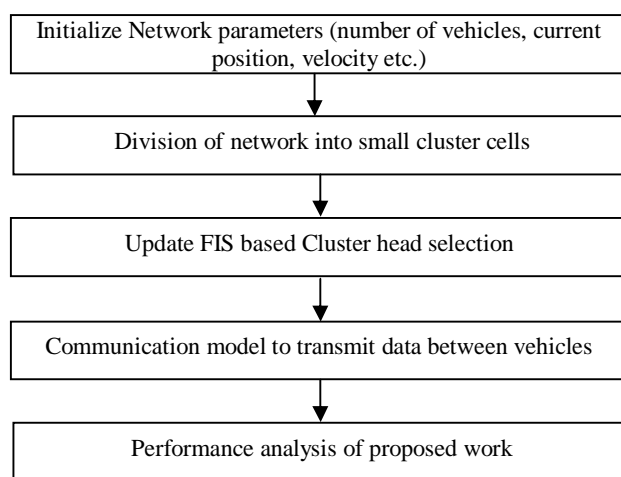 Initialize Network parameters (number of vehicles, current
position, velocity etc.)
Division of network into small cluster cells
Update FIS based Cluster head selection
Communication model to transmit data between vehicles
Performance analysis of proposed work